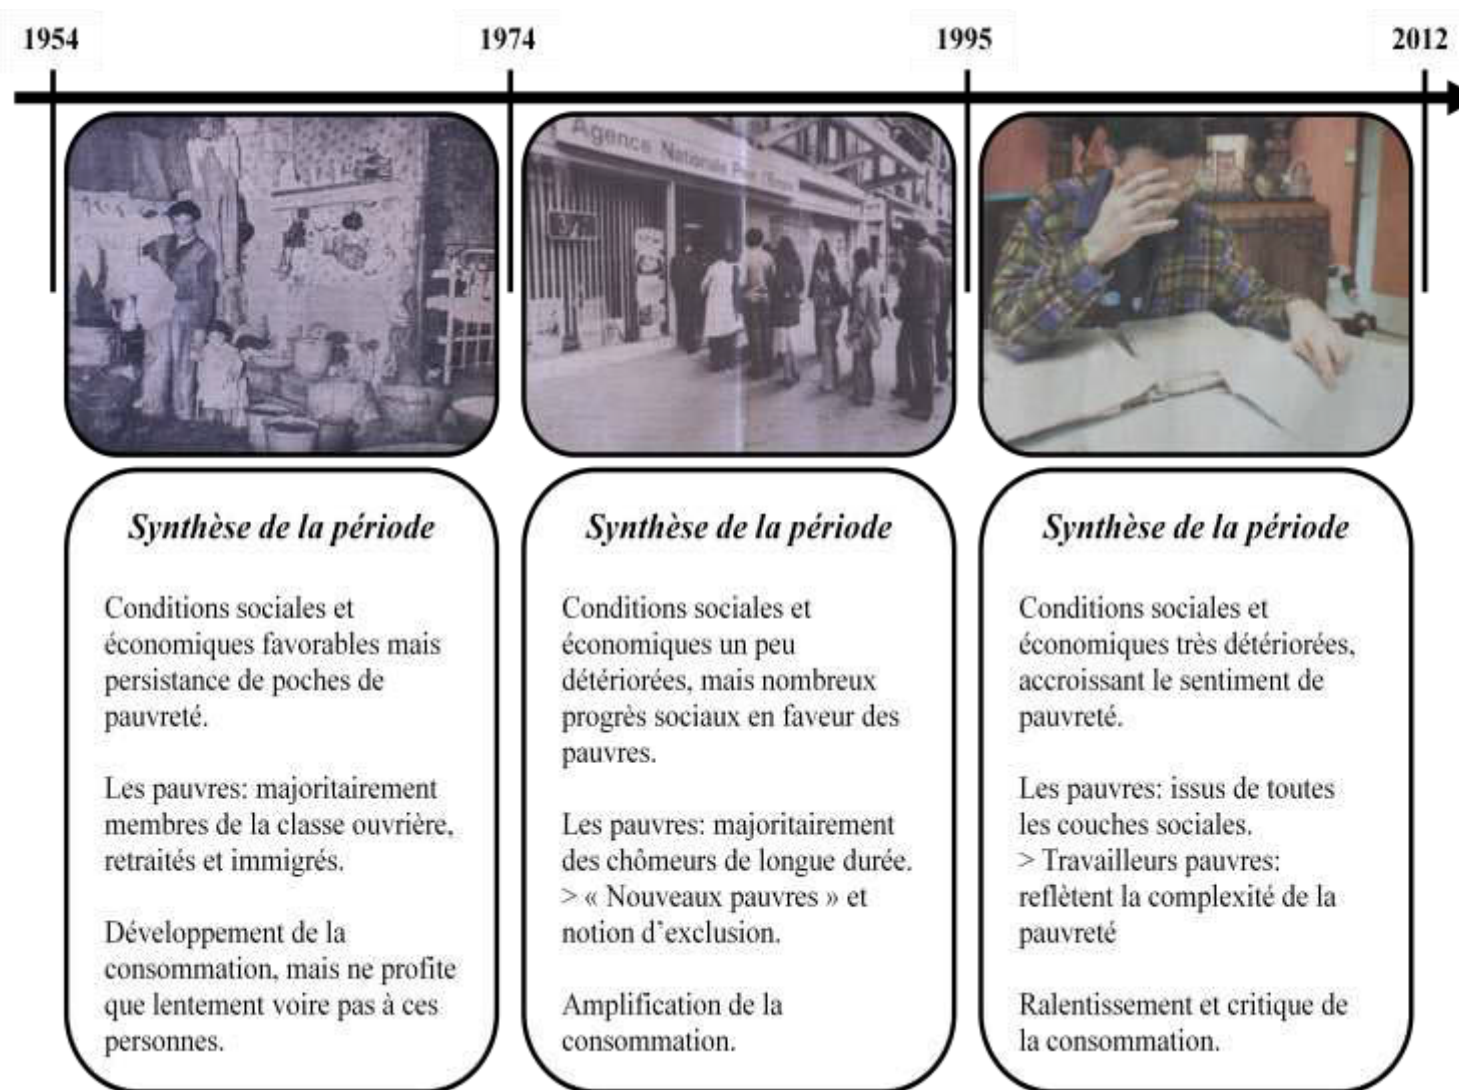 1954
1974
1995
2012
Agence Nationale Pour l'Emploi
Synthèse de la période
Conditions sociales et
économiques favorables mais
persistance de poches de
pauvreté.
Les pauvres: majoritairement
membres de la classe ouvrière,
retraités et immigrés.
Développement de la
consommation, mais ne profite
que lentement voire pas à ces
personnes.
Synthèse de la période
Conditions sociales et
économiques un peu
détériorées, mais nombreux
progrès sociaux en faveur des
pauvres.
Les pauvres: majoritairement
des chômeurs de longue durée.
> « Nouveaux pauvres » et
notion d'exclusion.
Amplification de la
consommation.
Synthèse de la période
Conditions sociales et
économiques très détériorées,
accroissant le sentiment de
pauvreté.
Les pauvres: issus de toutes
les couches sociales.
> Travailleurs pauvres:
reflètent la complexité de la
pauvreté
Ralentissement et critique de
la consommation.